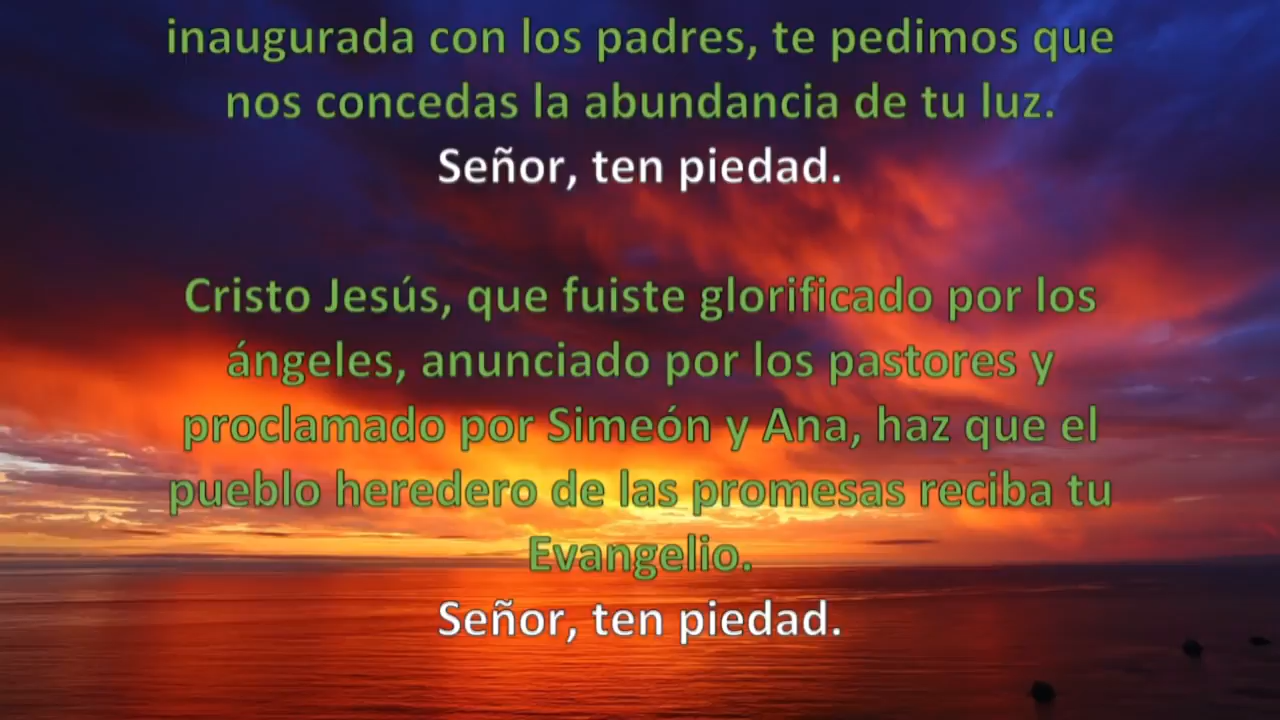 inaugurada con los padres, te pedimos que
nos concedas la abundancia de tu luz.
Señor, ten piedad.
Cristo Jesús, que fuiste glorificado por los
ángeles, anunciado por los pastores y
proclamado por Simeón y Ana, haz que el
pueblo heredero de las promesas reciba tu
Evangelio.
Señor, ten piedad.